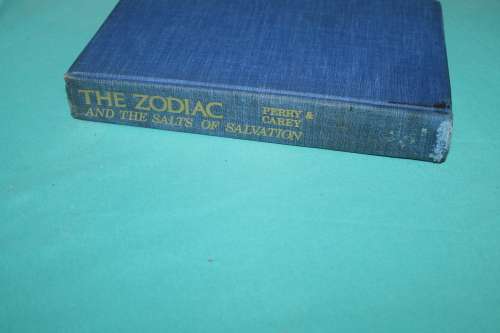 THE ZODIAC
AND THE SALTS OF SALVATION
PERRY &
CAREY